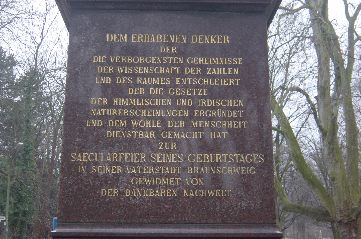 DEM ERHABENEN DENKER
DER
DIE VERBORGENSTEN GEHEIMNISSE
DER WISSENSCHAFT DER ZAHLEN
UND DES RAUMES ENTSCHLEIERT
DER DIE GESETZE
DER HIMMLISCHEN UND IRDISCHEN
NATURERSCHEINUNGEN ERGRÜNDET
UND DEM WOHLE DER MENSCHHEIT
DIENSTBAR GEMACHT HAT
ZUR
SAECULARFEIER SEINES GEBURTSTAGES
IN SEINER VATERSTADT BRAUNSCHWEIG
GEWIDMET VON
DER DANKBAREN NACHWELT